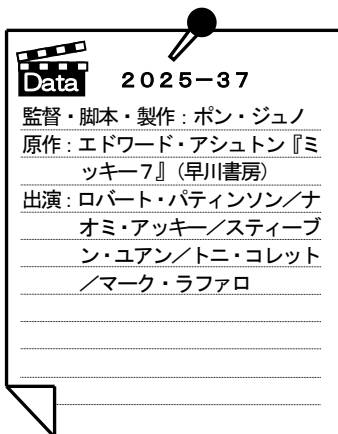 Data
2025-37
監督・脚本・製作：ポン・ジュノ
原作：エドワード・アシュトン『ミ
ッキー７』（早川書房）
出演：ロバート・パティンソン／ナ
オミ・アッキー／スティーブ
ン・ユアン／トニ・コレット
／マーク・ラファロ